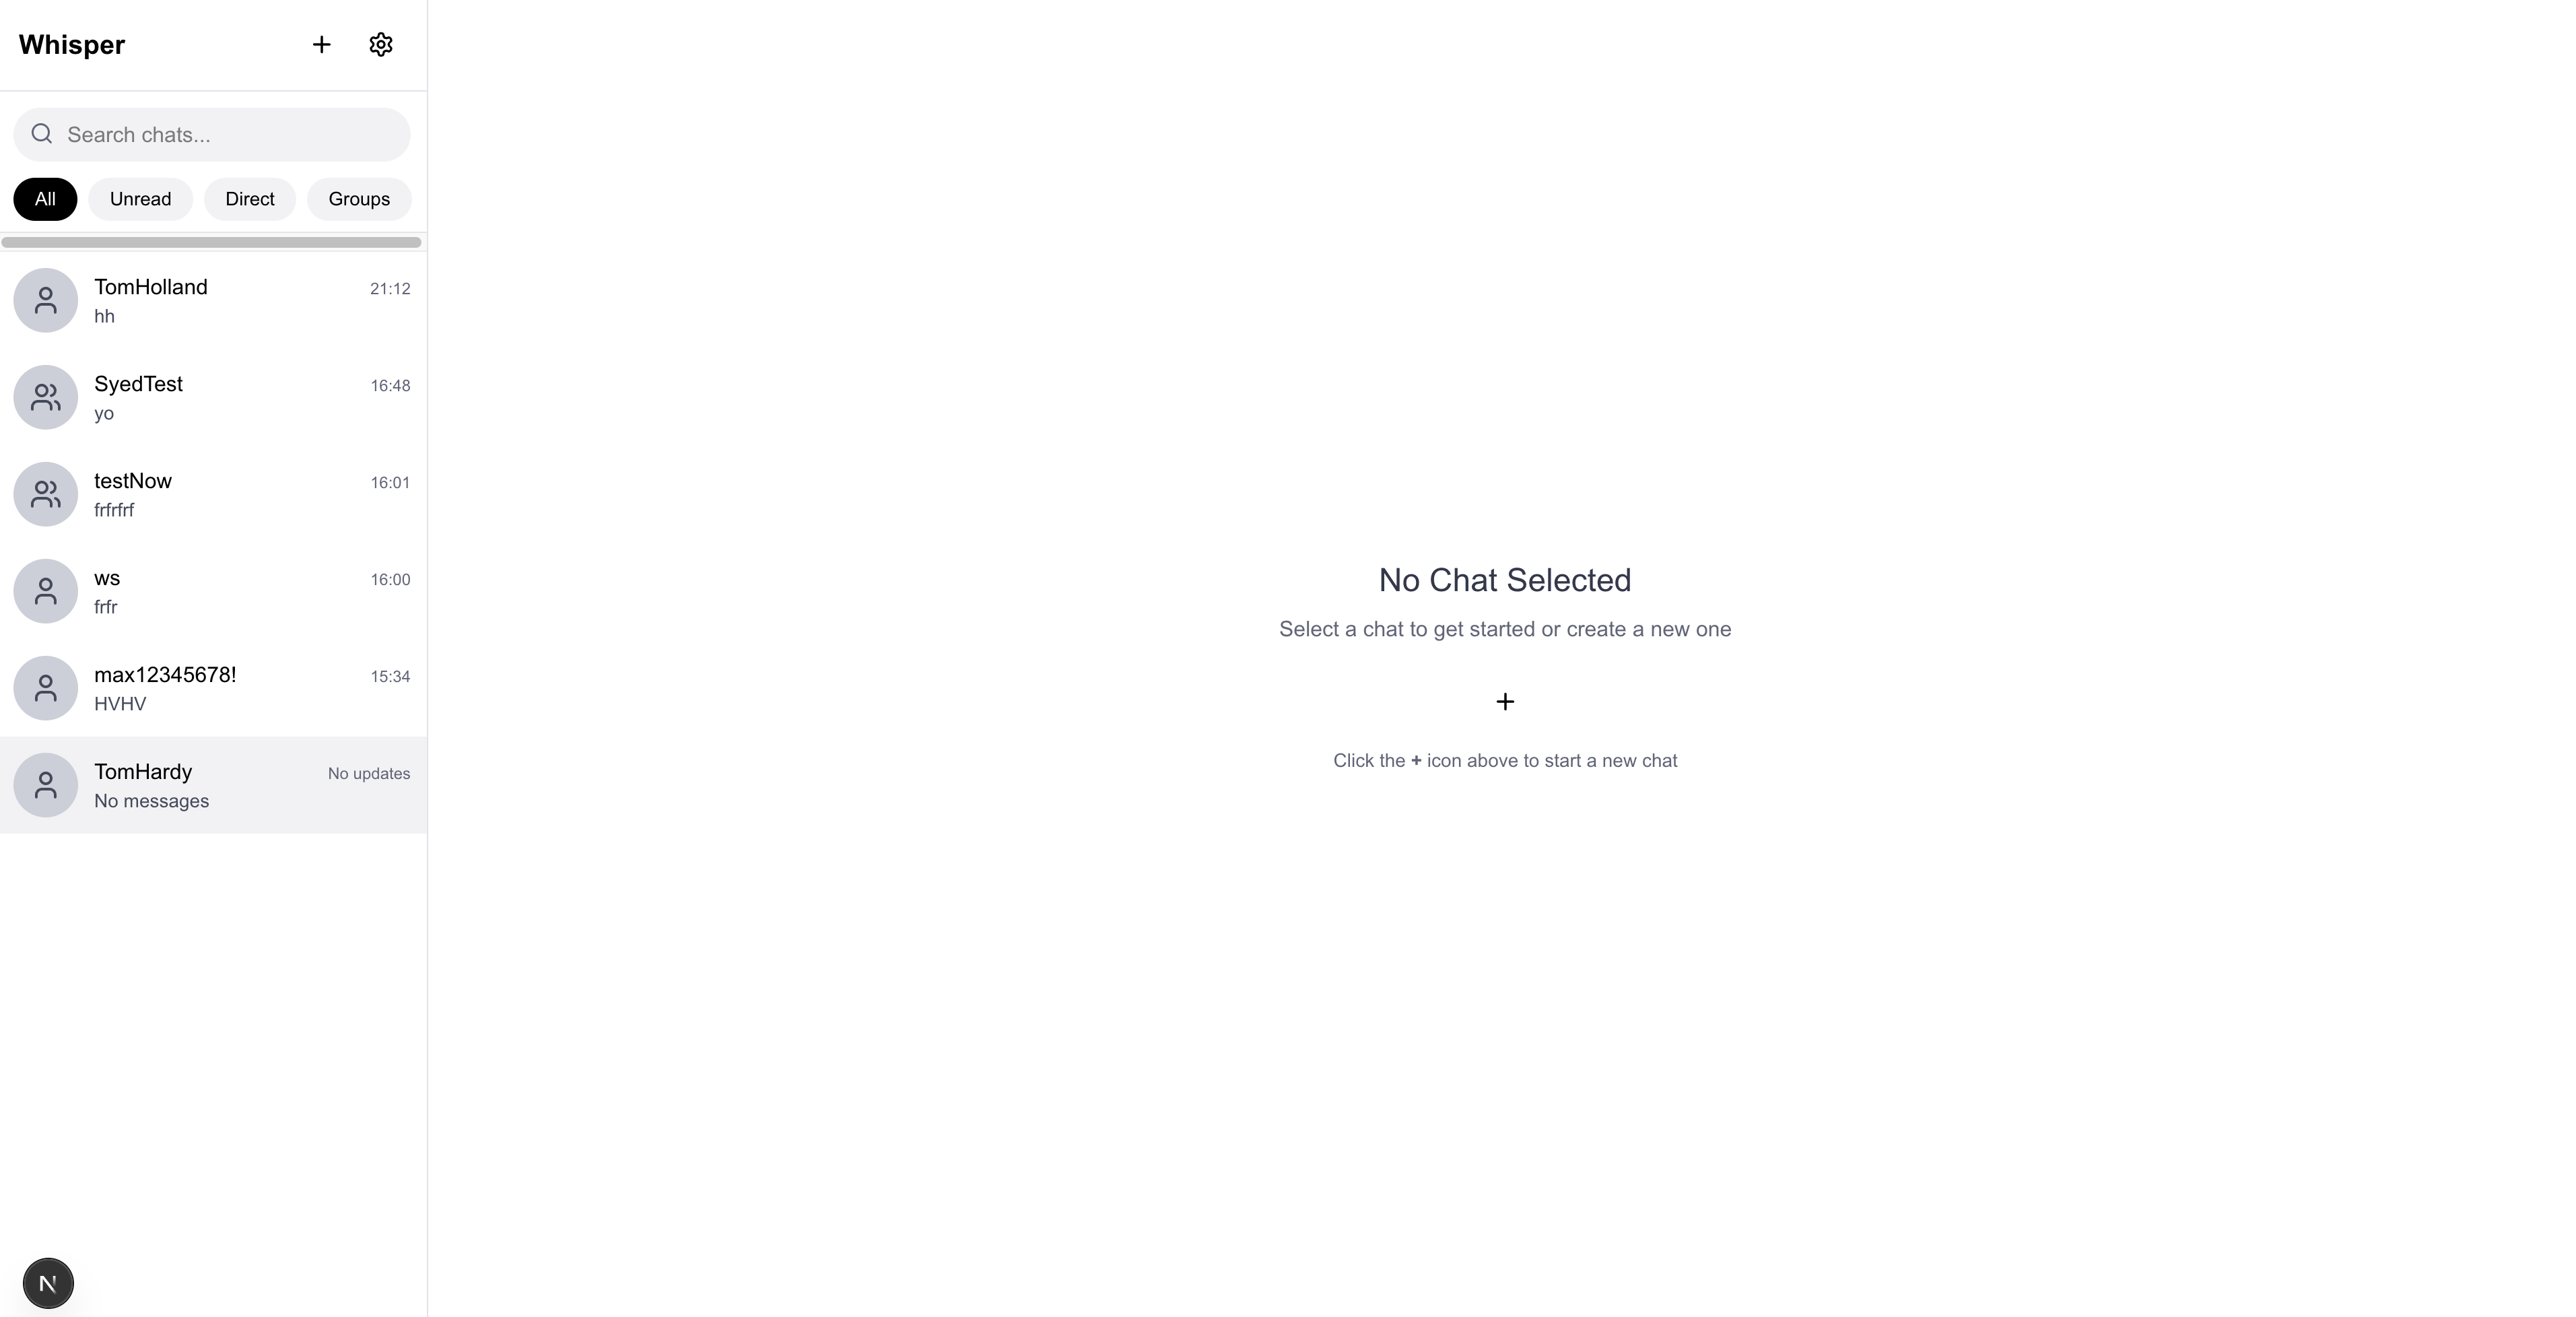 Whisper
Search chats...
All Unread Direct Groups
TomHolland 21:12
hh
SyedTest 16:48
yo
testNow 16:01
frfrfrf
ws 16:00
frfr
max12345678! 15:34
HVHV
TomHardy No updates
No messages
No Chat Selected
Select a chat to get started or create a new one
+
Click the + icon above to start a new chat
N